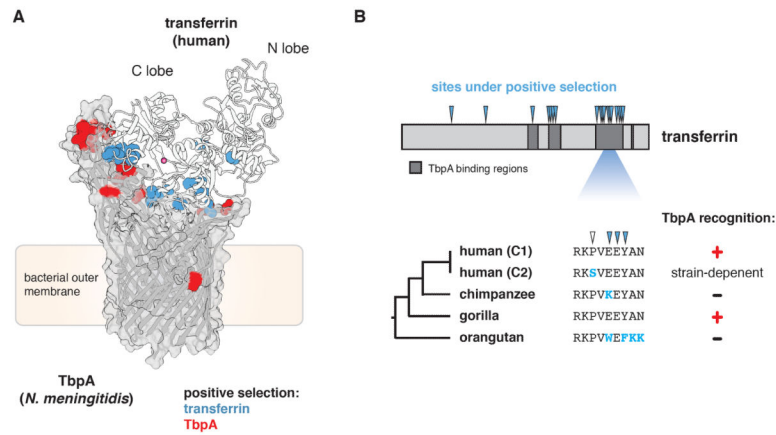 A
transferrin
(human)
N lobe
C lobe
bacterial outer
membrane
TbpA
(N. meningitidis)
positive selection:
transferrin
TbpA
B
sites under positive selection
transferrin
TbpA binding regions
TbpA recognition:
human (C1) RKPVEEYAN +
human (C2) RKSVEEYAN strain-depenent
chimpanzee RKPVKEYAN –
gorilla RKPVEEYAN +
orangutan RKPVWEFKK –